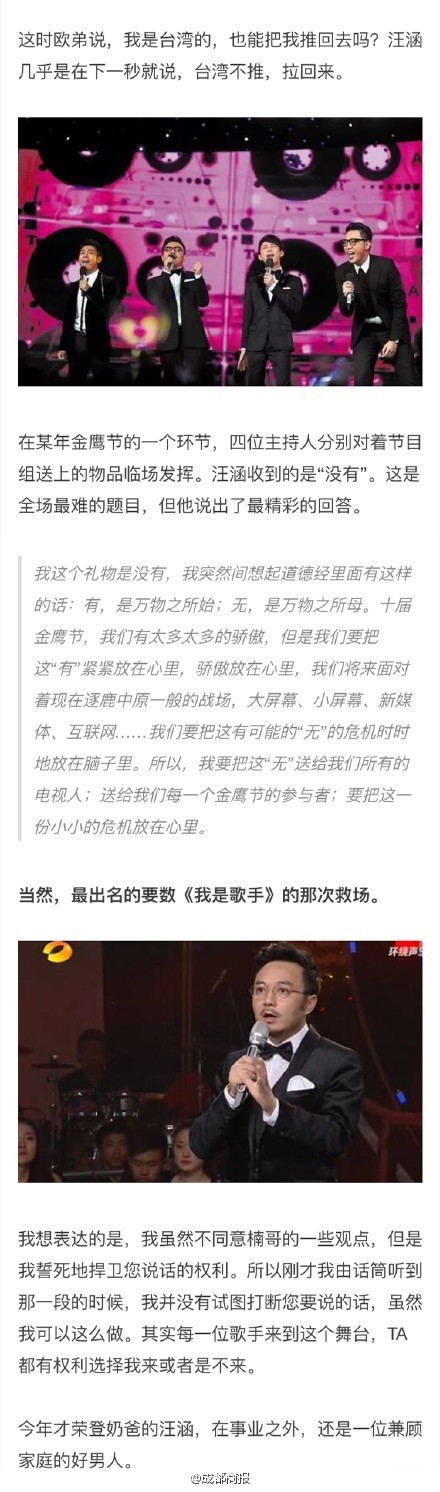 这时欧弟说，我是台湾的，也能把我推回去吗？汪涵
几乎是在下一秒就说，台湾不推，拉回来。
在某年金鹰节的一个环节，四位主持人分别对着节目
组送上的物品临场发挥。汪涵收到的是“没有”。这是
全场最难的题目，但他说出了最精彩的回答。
我这个礼物是没有，我突然间想起道德经里面有这样
的话：有，是万物之所始；无，是万物之所母。十届
金鹰节，我们有太多太多的骄傲，但是我们要把
这“有”紧紧放在心里，骄傲放在心里，我们将来面对
着现在逐鹿中原一般的战场，大屏幕、小屏幕、新媒
体、互联网……我们要把这有可能的“无”的危机时时
地放在脑子里。所以，我要把这“无”送给我们所有的
电视人；送给我们每一个金鹰节的参与者；要把这一
份小小的危机放在心里。
当然，最出名的要数《我是歌手》的那次救场。
环绕声
我想表达的是，我虽然不同意楠哥的一些观点，但是
我誓死地捍卫您说话的权利。所以刚才我由话筒听到
那一段的时候，我并没有试图打断您要说的话，虽然
我可以这么做。其实每一位歌手来到这个舞台，TA
都有权利选择我来或者是不来。
今年才荣登奶爸的汪涵，在事业之外，还是一位兼顾
家庭的好男人。
@成都商报